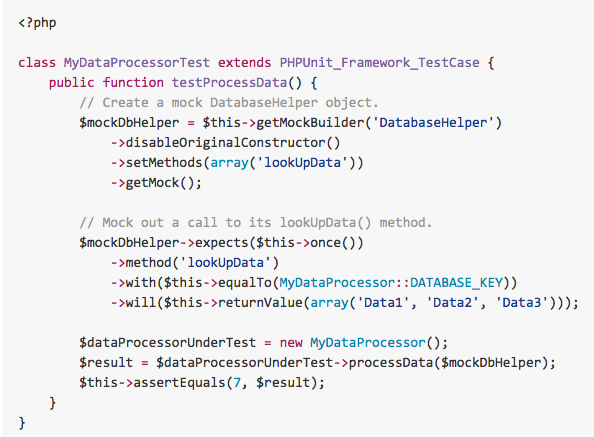 <?php
class MyDataProcessorTest extends PHPUnit_Framework_TestCase {
    public function testProcessData() {
        // Create a mock DatabaseHelper object.
        $mockDbHelper = $this->getMockBuilder('DatabaseHelper')
            ->disableOriginalConstructor()
            ->setMethods(array('lookUpData'))
            ->getMock();
        // Mock out a call to its lookUpData() method.
        $mockDbHelper->expects($this->once())
            ->method('lookUpData')
            ->with($this->equalTo(MyDataProcessor::DATABASE_KEY))
            ->will($this->returnValue(array('Data1', 'Data2', 'Data3')));
        $dataProcessorUnderTest = new MyDataProcessor();
        $result = $dataProcessorUnderTest->processData($mockDbHelper);
        $this->assertEquals(7, $result);
    }
}